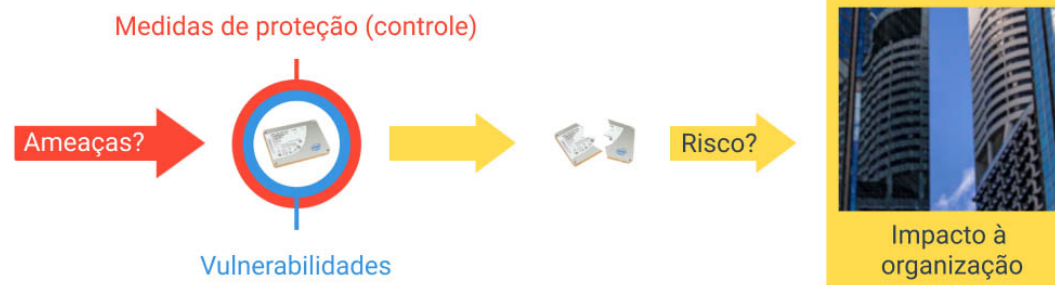 Medidas de proteção (controle)
Ameaças?
Vulnerabilidades
Risco?
Impacto à
organização